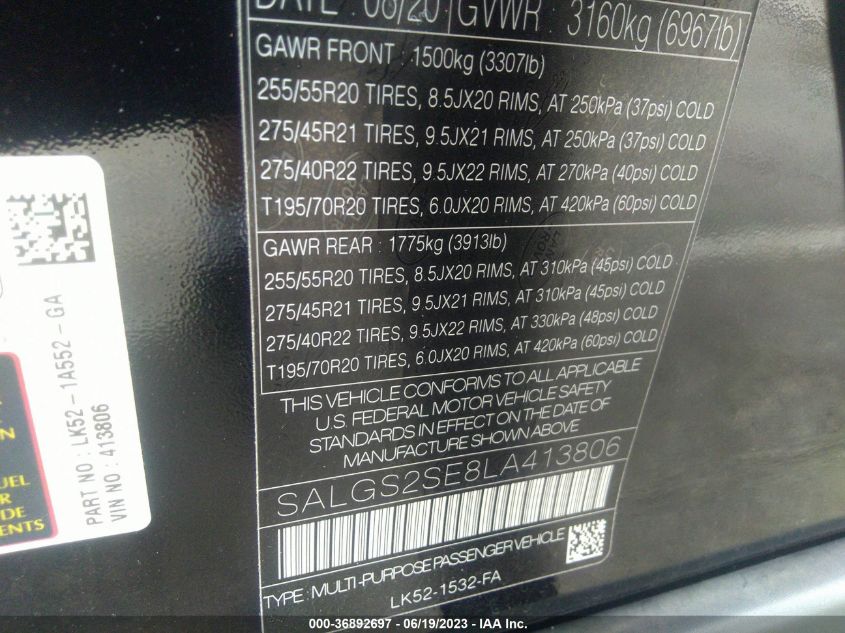 DATE 06/20 GVWR : 3160kg (6967lb)
GAWR FRONT : 1500kg (3307lb)
255/55R20 TIRES, 8.5JX20 RIMS, AT 250kPa (37psi) COLD
275/45R21 TIRES, 9.5JX21 RIMS, AT 250kPa (37psi) COLD
275/40R22 TIRES, 9.5JX22 RIMS, AT 270kPa (40psi) COLD
T195/70R20 TIRES, 6.0JX20 RIMS, AT 420kPa (60psi) COLD
GAWR REAR : 1775kg (3913lb)
255/55R20 TIRES, 8.5JX20 RIMS, AT 310kPa (45psi) COLD
275/45R21 TIRES, 9.5JX21 RIMS, AT 310kPa (45psi) COLD
275/40R22 TIRES, 9.5JX22 RIMS, AT 330kPa (48psi) COLD
T195/70R20 TIRES, 6.0JX20 RIMS, AT 420kPa (60psi) COLD
THIS VEHICLE CONFORMS TO ALL APPLICABLE
U.S. FEDERAL MOTOR VEHICLE SAFETY
STANDARDS IN EFFECT ON THE DATE OF
MANUFACTURE SHOWN ABOVE
SALGS2SE8LA413806
TYPE: MULTI-PURPOSE PASSENGER VEHICLE
LK52-1532-FA
PART NO : LK52 - 1A552 - GA
VIN NO : 413806
000-36892697 - 06/19/2023 - IAA Inc.